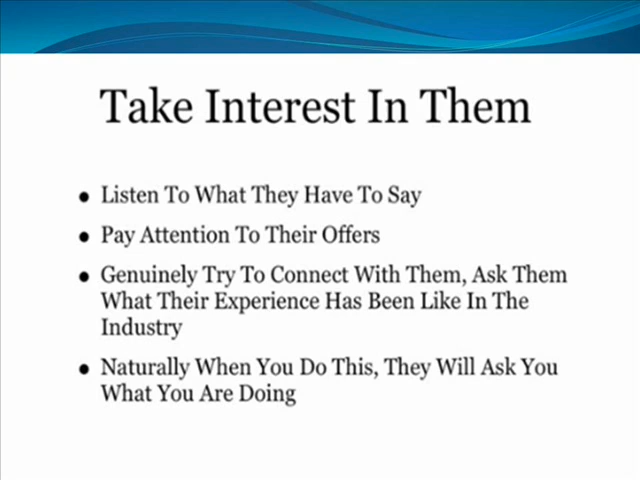 Take Interest In Them
• Listen To What They Have To Say
• Pay Attention To Their Offers
• Genuinely Try To Connect With Them, Ask Them
What Their Experience Has Been Like In The
Industry
• Naturally When You Do This, They Will Ask You
What You Are Doing